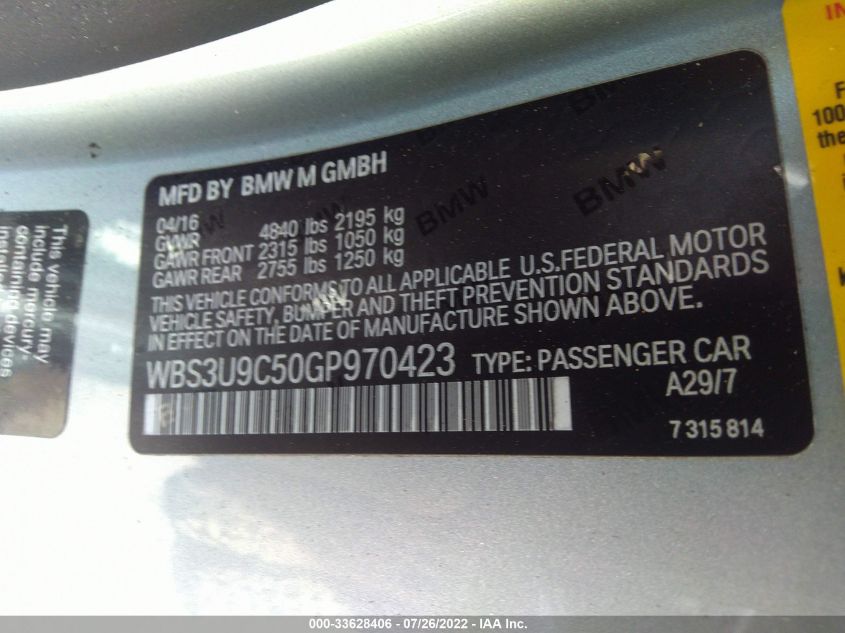 MFD BY BMW M GMBH
04/16
GVWR 4840 lbs 2195 kg
GAWR FRONT 2315 lbs 1050 kg
GAWR REAR 2755 lbs 1250 kg
THIS VEHICLE CONFORMS TO ALL APPLICABLE U.S.FEDERAL MOTOR
VEHICLE SAFETY, BUMPER AND THEFT PREVENTION STANDARDS
IN EFFECT ON THE DATE OF MANUFACTURE SHOWN ABOVE.
WBS3U9C50GP970423 TYPE: PASSENGER CAR
A29/7
7 315 814
BMW
BMW
BMW
This vehicle may
include mercury
containing devices
100
the
000-33628406 - 07/26/2022 - IAA Inc.